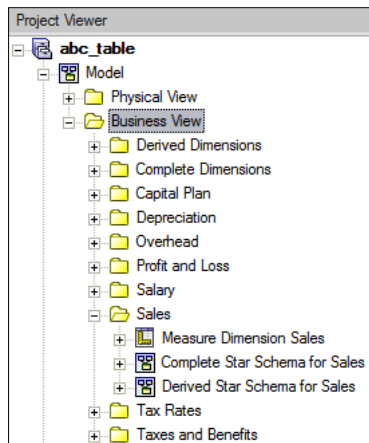 Project Viewer
abc_table
Model
Physical View
Business View
Derived Dimensions
Complete Dimensions
Capital Plan
Depreciation
Overhead
Profit and Loss
Salary
Sales
Measure Dimension Sales
Complete Star Schema for Sales
Derived Star Schema for Sales
Tax Rates
Taxes and Benefits